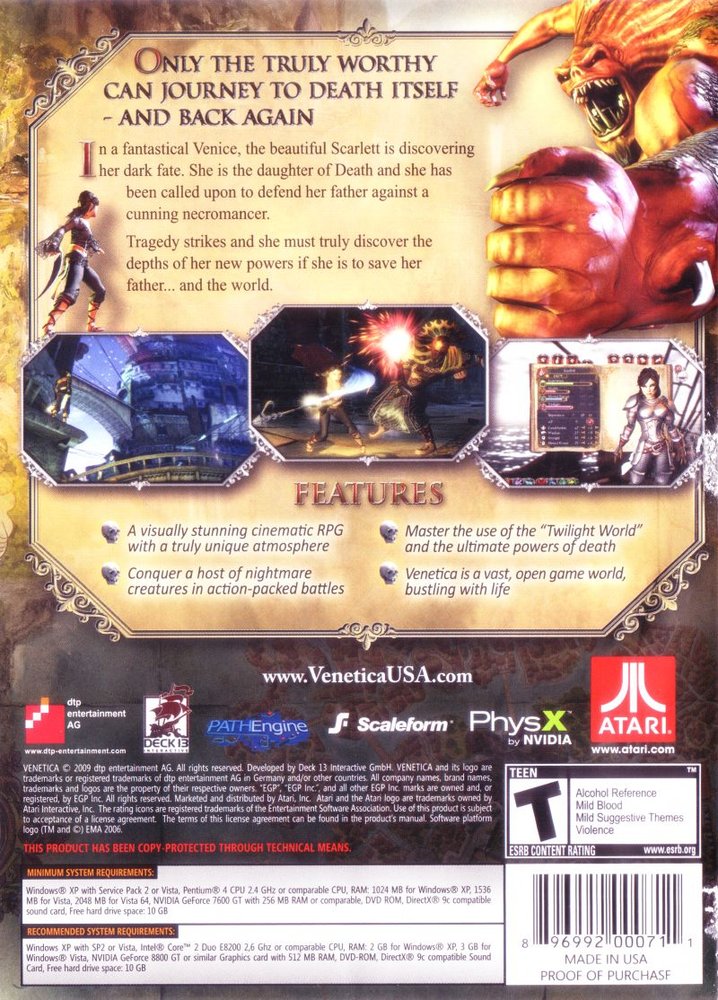 ONLY THE TRULY WORTHY
CAN JOURNEY TO DEATH ITSELF
- AND BACK AGAIN
In a fantastical Venice, the beautiful Scarlett is discovering
her dark fate. She is the daughter of Death and she has
been called upon to defend her father against a
cunning necromancer.
Tragedy strikes and she must truly discover the
depths of her new powers if she is to save her
father... and the world.
FEATURES
A visually stunning cinematic RPG
with a truly unique atmosphere
Conquer a host of nightmare
creatures in action-packed battles
Master the use of the “Twilight World”
and the ultimate powers of death
Venetica is a vast, open game world,
bustling with life
www.VeneticaUSA.com
dtp
entertainment
AG
www.dtp-entertainment.com
DECK 13
INTERACTIVE
PATHEngine
Scaleform
PhysX
by NVIDIA
ATARI
www.atari.com
VENETICA © 2009 dtp entertainment AG. All rights reserved. Developed by Deck 13 Interactive GmbH. VENETICA and its logo are
trademarks or registered trademarks of dtp entertainment AG in Germany and/or other countries. All company names, brand names,
trademarks and logos are the property of their respective owners. "EGP", "EGP Inc.", and all other EGP Inc. marks are owned and, or
registered, by EGP Inc. All rights reserved. Marketed and distributed by Atari, Inc. Atari and the Atari logo are trademarks owned by
Atari Interactive, Inc. The rating icons are registered trademarks of the Entertainment Software Association. Use of this product is subject
to acceptance of a license agreement. The terms of this license agreement can be found in the product's manual. Software platform
logo (TM and ©) EMA 2006.
THIS PRODUCT HAS BEEN COPY-PROTECTED THROUGH TECHNICAL MEANS.
MINIMUM SYSTEM REQUIREMENTS:
Windows® XP with Service Pack 2 or Vista, Pentium® 4 CPU 2.4 GHz or comparable CPU, RAM: 1024 MB for Windows® XP, 1536
MB for Vista, 2048 MB for Vista 64, NVIDIA GeForce 7600 GT with 256 MB RAM or comparable, DVD ROM, DirectX® 9c compatible
sound card, Free hard drive space: 10 GB
RECOMMENDED SYSTEM REQUIREMENTS:
Windows XP with SP2 or Vista, Intel® Core™ 2 Duo E8200 2,6 Ghz or comparable CPU, RAM: 2 GB for Windows® XP, 3 GB for
Windows® Vista, NVIDIA GeForce 8800 GT or similar Graphics card with 512 MB RAM, DVD-ROM, DirectX® 9c compatible Sound
Card, Free hard drive space: 10 GB
TEEN ™
T
Alcohol Reference
Mild Blood
Mild Suggestive Themes
Violence
ESRB CONTENT RATING www.esrb.org
8 96992 00071 1
MADE IN USA
PROOF OF PURCHASE